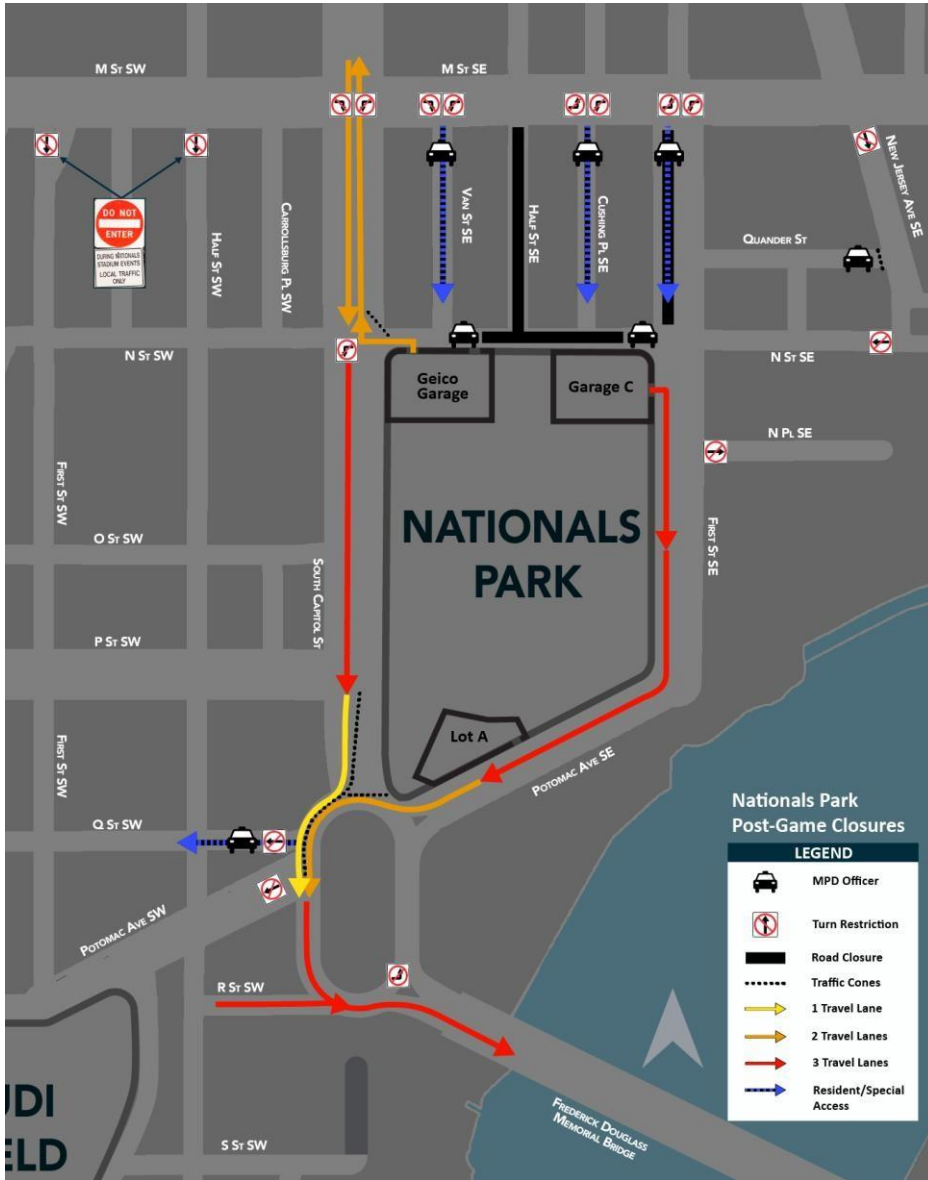 M ST SW
M ST SE
DO NOT
ENTER
DURING NATIONALS
STADIUM EVENTS
LOCAL TRAFFIC
ONLY
HALF ST SW
CARROLLSBURG PL SW
VAN ST SE
HALF ST SE
CUSHING PL SE
NEW JERSEY AVE SE
QUANDER ST
N ST SW
N ST SE
Geico
Garage
Garage C
N PL SE
FIRST ST SW
NATIONALS
PARK
FIRST ST SE
O ST SW
SOUTH CAPITOL ST
P ST SW
Lot A
POTOMAC AVE SE
FIRST ST SW
Q ST SW
POTOMAC AVE SW
R ST SW
UDI
ELD
S ST SW
FREDERICK DOUGLASS
MEMORIAL BRIDGE
Nationals Park
Post-Game Closures
LEGEND
MPD Officer
Turn Restriction
Road Closure
Traffic Cones
1 Travel Lane
2 Travel Lanes
3 Travel Lanes
Resident/Special
Access